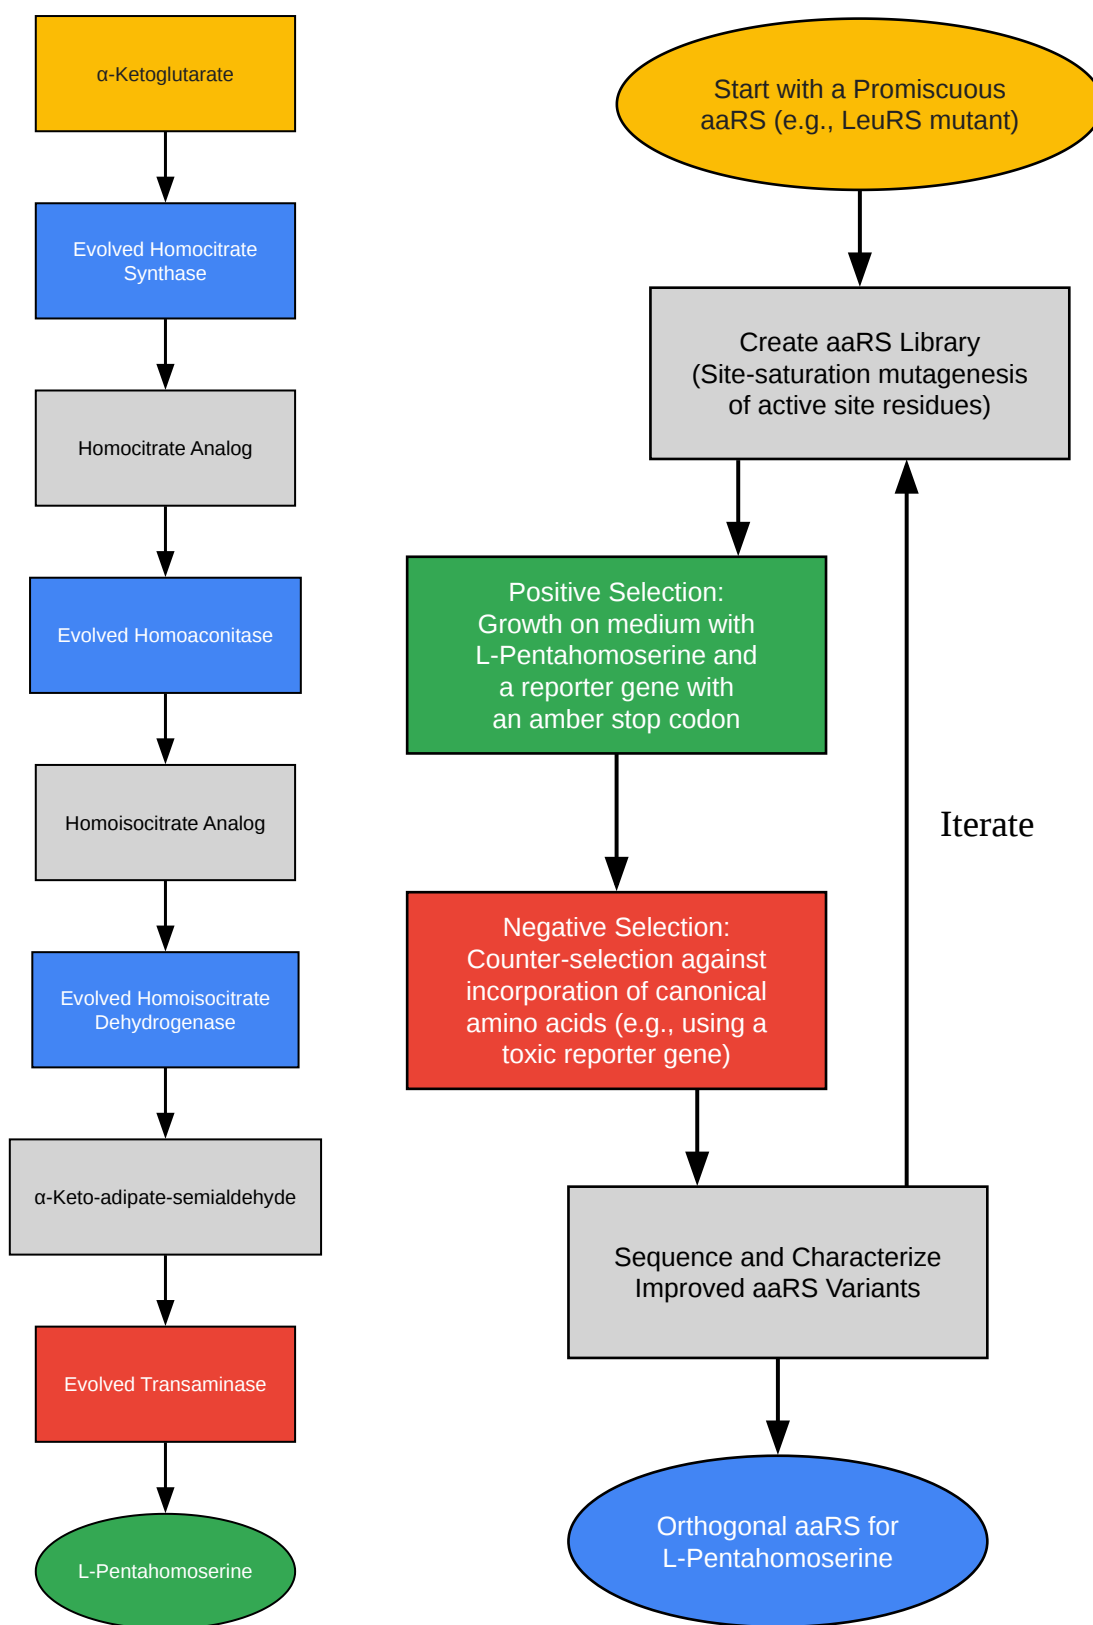 α-Ketoglutarate
Evolved Homocitrate
Synthase
Homocitrate Analog
Evolved Homoaconitase
Homoisocitrate Analog
Evolved Homoisocitrate
Dehydrogenase
α-Keto-adipate-semialdehyde
Evolved Transaminase
L-Pentahomoserine
Start with a Promiscuous
aaRS (e.g., LeuRS mutant)
Create aaRS Library
(Site-saturation mutagenesis
of active site residues)
Positive Selection:
Growth on medium with
L-Pentahomoserine and
a reporter gene with
an amber stop codon
Iterate
Negative Selection:
Counter-selection against
incorporation of canonical
amino acids (e.g., using a
toxic reporter gene)
Sequence and Characterize
Improved aaRS Variants
Orthogonal aaRS for
L-Pentahomoserine